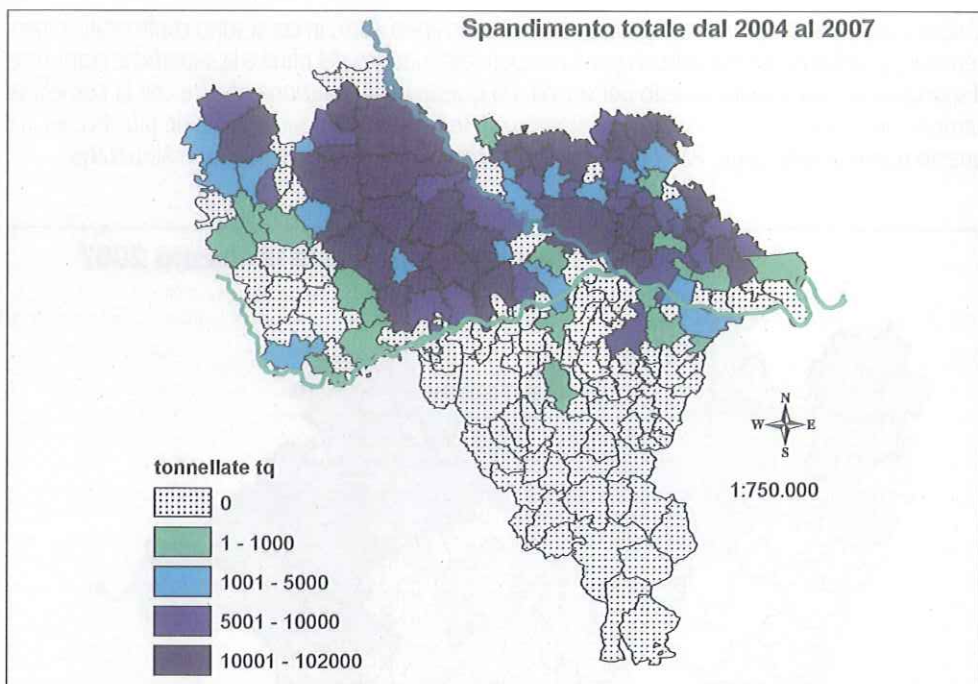 Spandimento totale dal 2004 al 2007
N
W E
S
1:750.000
tonnellate tq
0
1 - 1000
1001 - 5000
5001 - 10000
10001 - 102000